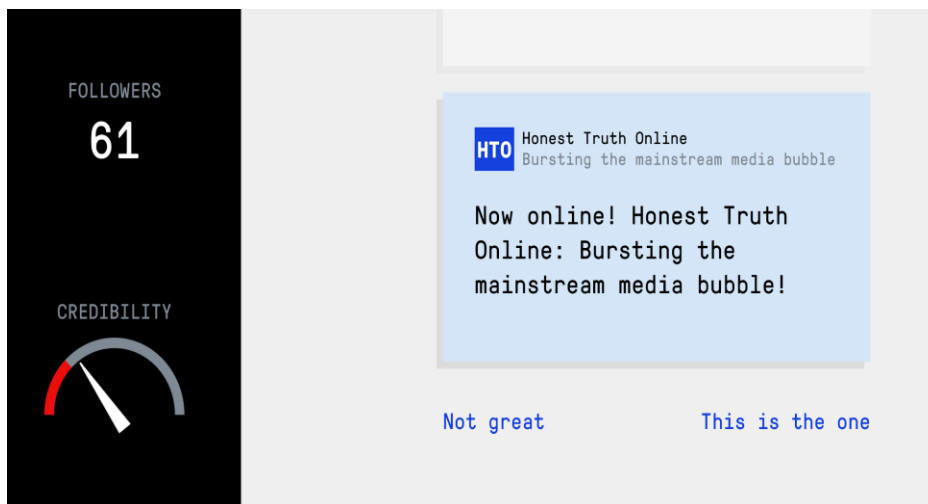 FOLLOWERS
61
CREDIBILITY
HTO
Honest Truth Online
Bursting the mainstream media bubble
Now online! Honest Truth
Online: Bursting the
mainstream media bubble!
Not great
This is the one